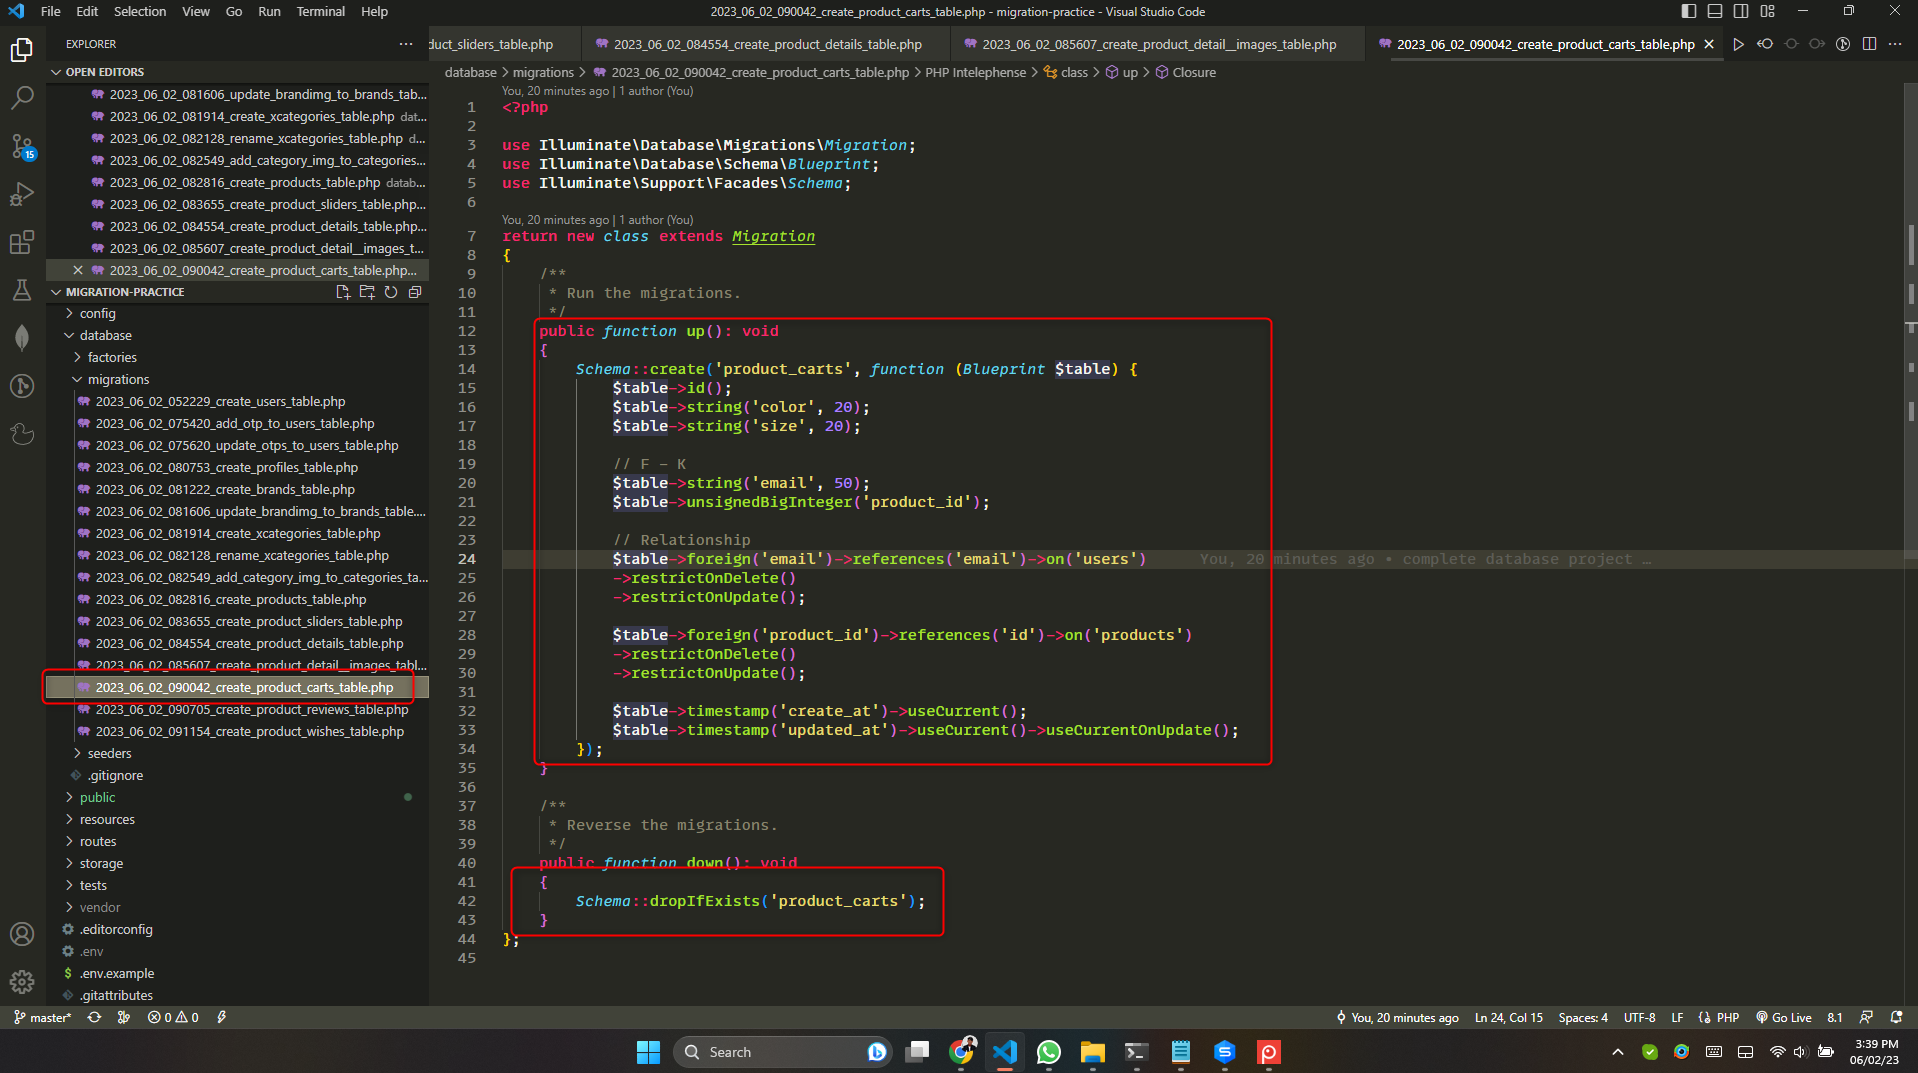 File Edit Selection View Go Run Terminal Help
2023_06_02_090042_create_product_carts_table.php - migration-practice - Visual Studio Code
EXPLORER
duct_sliders_table.php
2023_06_02_084554_create_product_details_table.php
2023_06_02_085607_create_product_detail__images_table.php
2023_06_02_090042_create_product_carts_table.php
OPEN EDITORS
2023_06_02_081606_update_brandimg_to_brands_tab...
2023_06_02_081914_create_xcategories_table.php dat...
2023_06_02_082128_rename_xcategories_table.php d...
2023_06_02_082549_add_category_img_to_categories...
2023_06_02_082816_create_products_table.php datab...
2023_06_02_083655_create_product_sliders_table.php...
2023_06_02_084554_create_product_details_table.php...
2023_06_02_085607_create_product_detail__images_t...
2023_06_02_090042_create_product_carts_table.php...
MIGRATION-PRACTICE
config
database
factories
migrations
2023_06_02_052229_create_users_table.php
2023_06_02_075420_add_otp_to_users_table.php
2023_06_02_075620_update_otps_to_users_table.php
2023_06_02_080753_create_profiles_table.php
2023_06_02_081222_create_brands_table.php
2023_06_02_081606_update_brandimg_to_brands_table....
2023_06_02_081914_create_xcategories_table.php
2023_06_02_082128_rename_xcategories_table.php
2023_06_02_082549_add_category_img_to_categories_ta...
2023_06_02_082816_create_products_table.php
2023_06_02_083655_create_product_sliders_table.php
2023_06_02_084554_create_product_details_table.php
2023_06_02_085607_create_product_detail__images_tabl...
2023_06_02_090042_create_product_carts_table.php
2023_06_02_090705_create_product_reviews_table.php
2023_06_02_091154_create_product_wishes_table.php
seeders
.gitignore
public
resources
routes
storage
tests
vendor
.editorconfig
.env
.env.example
.gitattributes
15
database > migrations > 2023_06_02_090042_create_product_carts_table.php > PHP Intelephense > class > up > Closure
You, 20 minutes ago | 1 author (You)
1 <?php
2
3 use Illuminate\Database\Migrations\Migration;
4 use Illuminate\Database\Schema\Blueprint;
5 use Illuminate\Support\Facades\Schema;
6
You, 20 minutes ago | 1 author (You)
7 return new class extends Migration
8 {
9 /**
10 * Run the migrations.
11 */
12 public function up(): void
13 {
14 Schema::create('product_carts', function (Blueprint $table) {
15 $table->id();
16 $table->string('color', 20);
17 $table->string('size', 20);
18
19 // F - K
20 $table->string('email', 50);
21 $table->unsignedBigInteger('product_id');
22
23 // Relationship
24 $table->foreign('email')->references('email')->on('users') You, 20 minutes ago • complete database project …
25 ->restrictOnDelete()
26 ->restrictOnUpdate();
27
28 $table->foreign('product_id')->references('id')->on('products')
29 ->restrictOnDelete()
30 ->restrictOnUpdate();
31
32 $table->timestamp('create_at')->useCurrent();
33 $table->timestamp('updated_at')->useCurrent()->useCurrentOnUpdate();
34 });
35 }
36
37 /**
38 * Reverse the migrations.
39 */
40 public function down(): void
41 {
42 Schema::dropIfExists('product_carts');
43 }
44 };
45
master* 0 0
You, 20 minutes ago Ln 24, Col 15 Spaces: 4 UTF-8 LF PHP Go Live 8.1
Search
3:39 PM
06/02/23